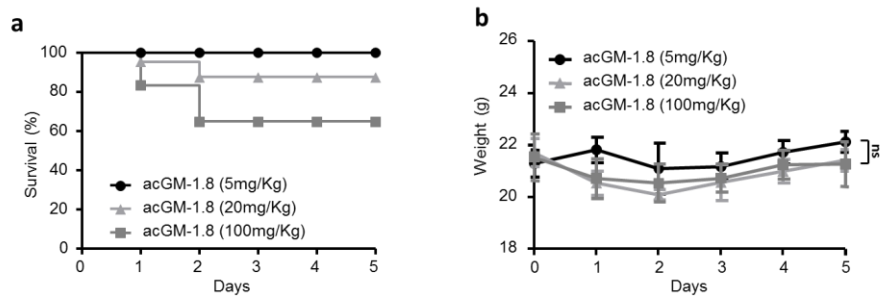 a
Survival (%)
100
80
60
40
20
0
acGM-1.8 (5mg/Kg)
acGM-1.8 (20mg/Kg)
acGM-1.8 (100mg/Kg)
0 1 2 3 4 5
Days
b
Weight (g)
26
24
22
20
18
acGM-1.8 (5mg/Kg)
acGM-1.8 (20mg/Kg)
acGM-1.8 (100mg/Kg)
ns
0 1 2 3 4 5
Days